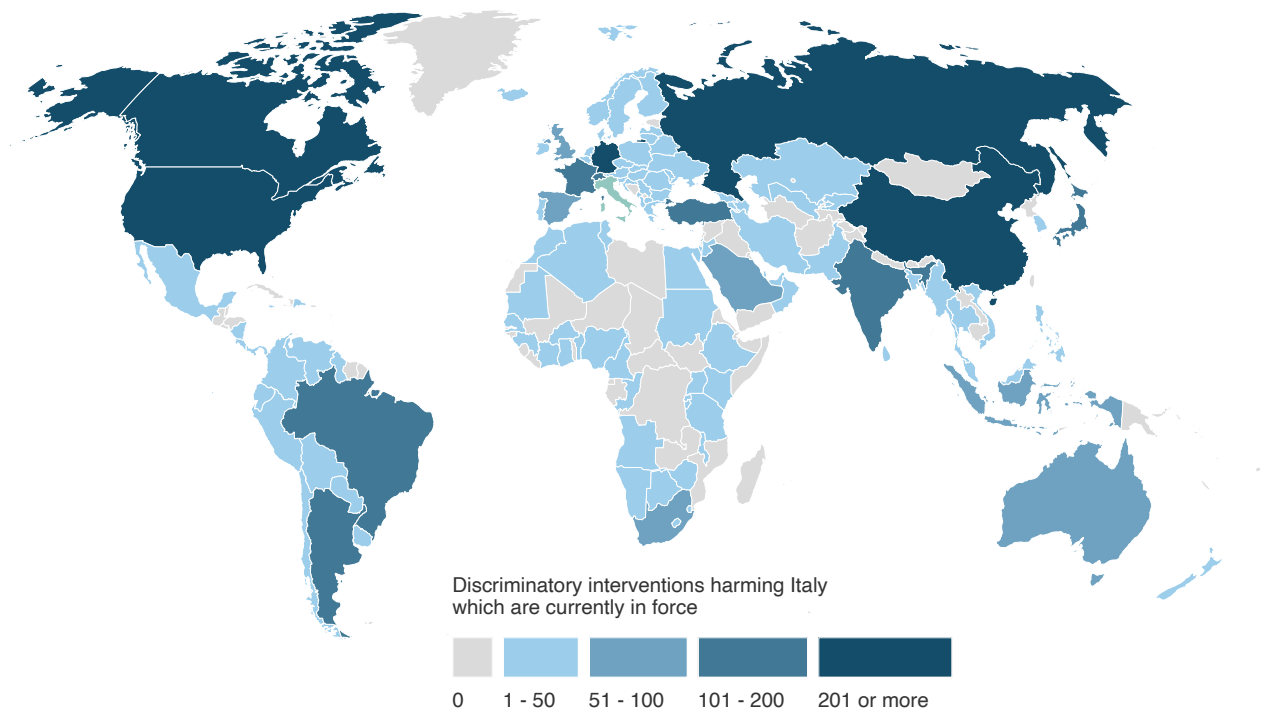 Discriminatory interventions harming Italy
which are currently in force
0
1 - 50
51 - 100
101 - 200
201 or more